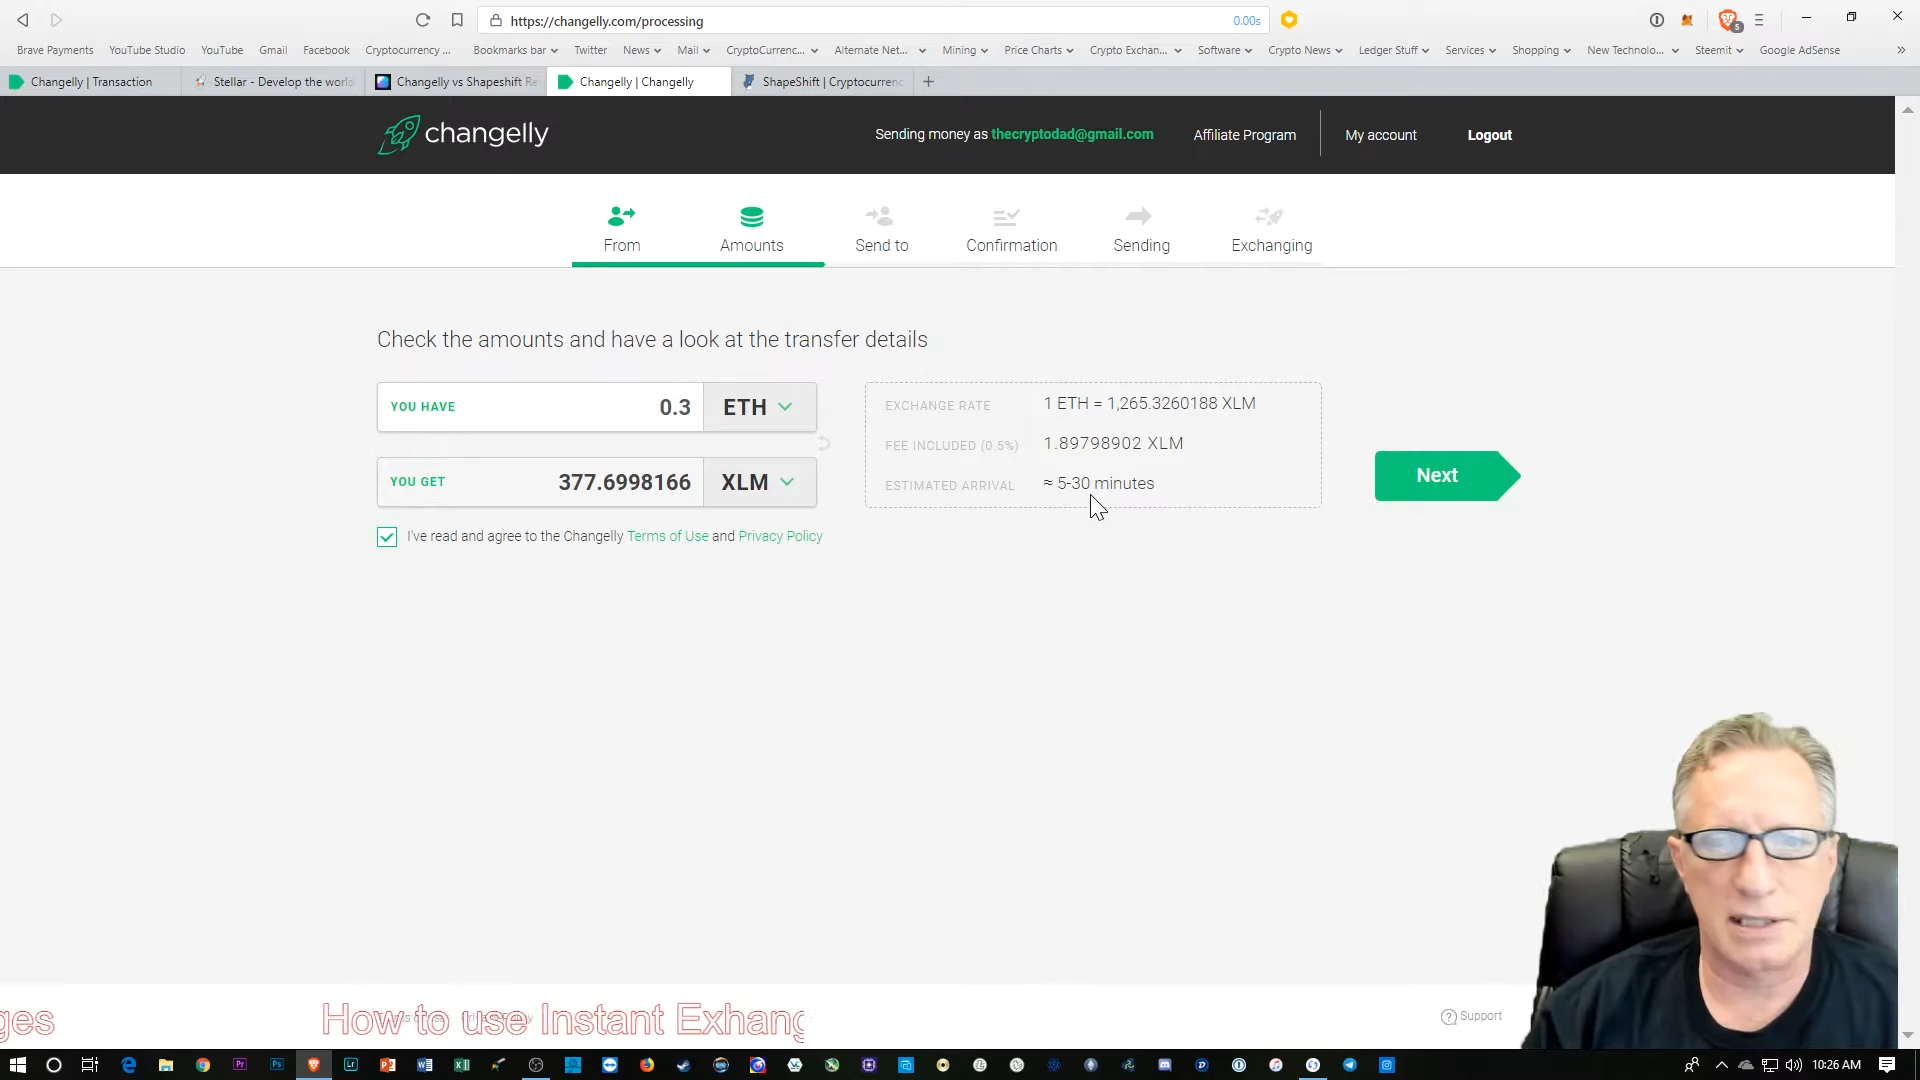 https://changelly.com/processing
0.00s
5
Brave Payments
YouTube Studio
YouTube
Gmail
Facebook
Cryptocurrency ...
Bookmarks bar
Twitter
News
Mail
CryptoCurrenc...
Alternate Net...
Mining
Price Charts
Crypto Exchan...
Software
Crypto News
Ledger Stuff
Services
Shopping
New Technolo...
Steemit
Google AdSense
Changelly | Transaction
Stellar - Develop the world
Changelly vs Shapeshift Re
Changelly | Changelly
ShapeShift | Cryptocurrenc
changelly
Sending money as thecryptodad@gmail.com
Affiliate Program
My account
Logout
From
Amounts
Send to
Confirmation
Sending
Exchanging
Check the amounts and have a look at the transfer details
YOU HAVE 0.3 ETH
YOU GET 377.6998166 XLM
EXCHANGE RATE 1 ETH = 1,265.3260188 XLM
FEE INCLUDED (0.5%) 1.89798902 XLM
ESTIMATED ARRIVAL ≈ 5-30 minutes
Next
I've read and agree to the Changelly Terms of Use and Privacy Policy
ges
How to use Instant Exhang
Support
10:26 AM